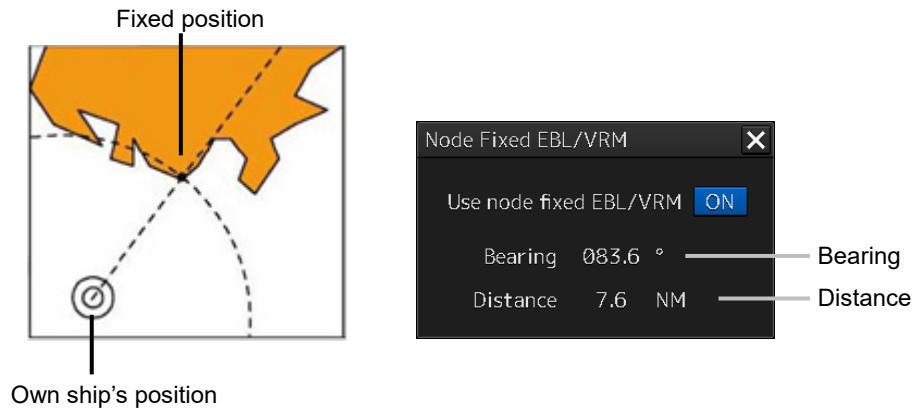 Fixed position
Node Fixed EBL/VRM
Use node fixed EBL/VRM ON
Bearing 083.6 °
Bearing
Distance 7.6 NM
Distance
Own ship's position